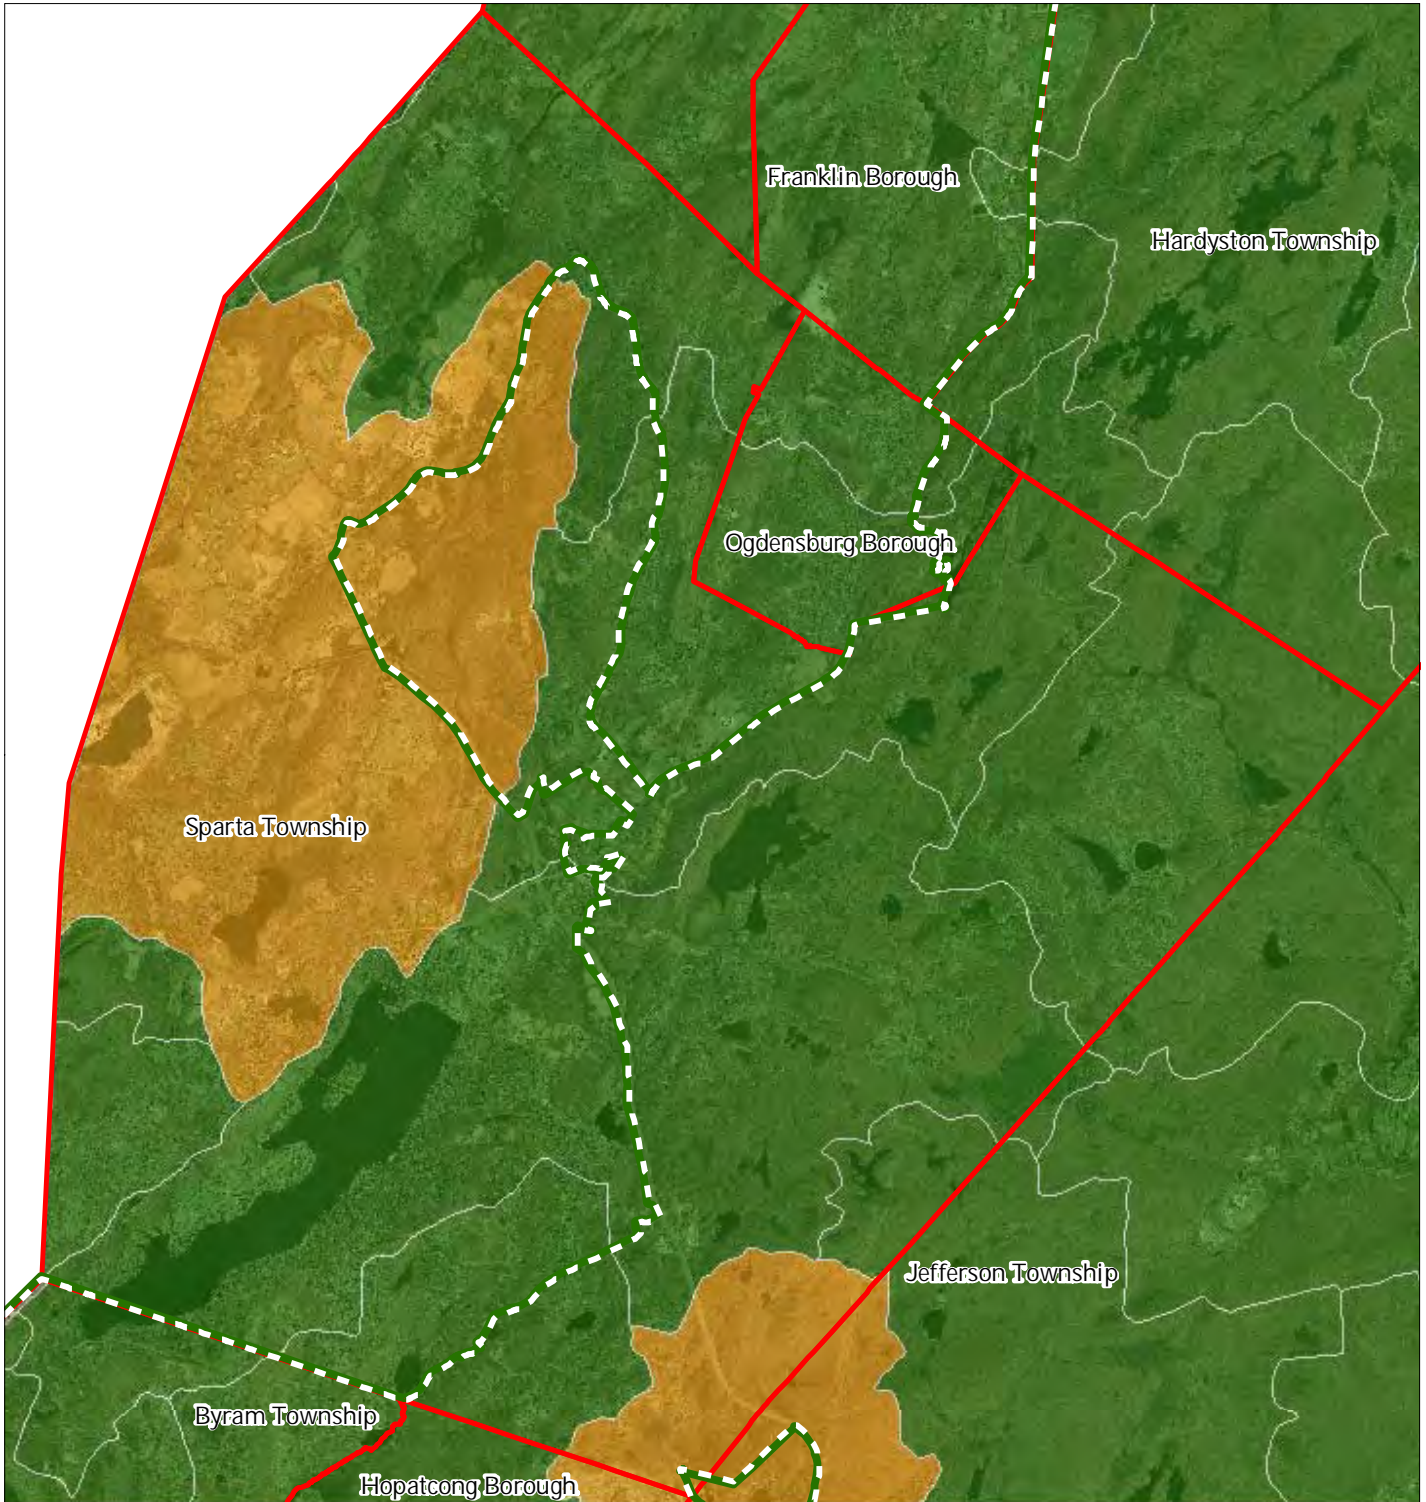 Franklin Borough
Hardyston Township
Ogdensburg Borough
Sparta Township
Jefferson Township
Byram Township
Hopatcong Borough